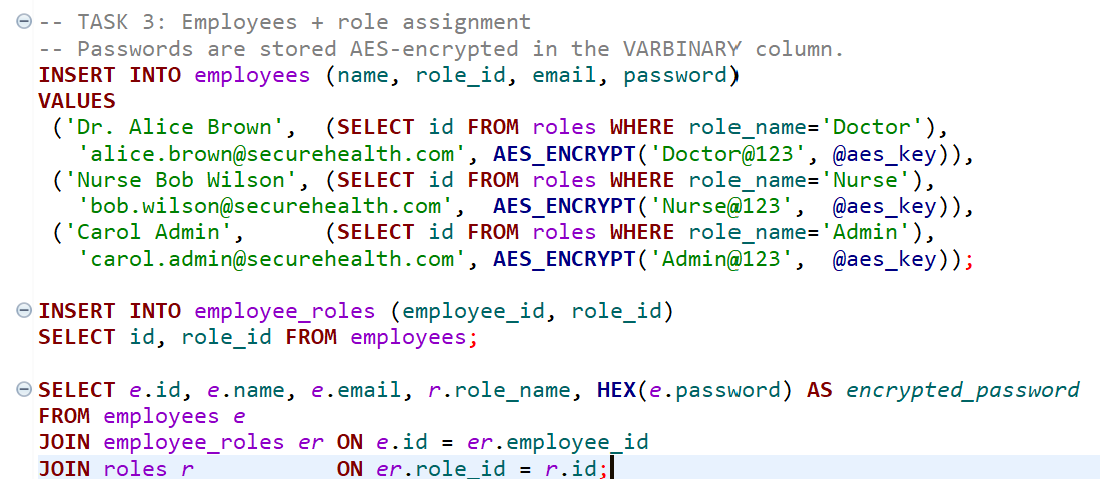 -- TASK 3: Employees + role assignment
-- Passwords are stored AES-encrypted in the VARBINARY column.
INSERT INTO employees (name, role_id, email, password)
VALUES
('Dr. Alice Brown',  (SELECT id FROM roles WHERE role_name='Doctor'),
'alice.brown@securehealth.com', AES_ENCRYPT('Doctor@123', @aes_key)),
('Nurse Bob Wilson', (SELECT id FROM roles WHERE role_name='Nurse'),
'bob.wilson@securehealth.com',  AES_ENCRYPT('Nurse@123',  @aes_key)),
('Carol Admin',      (SELECT id FROM roles WHERE role_name='Admin'),
'carol.admin@securehealth.com', AES_ENCRYPT('Admin@123',  @aes_key));
INSERT INTO employee_roles (employee_id, role_id)
SELECT id, role_id FROM employees;
SELECT e.id, e.name, e.email, r.role_name, HEX(e.password) AS encrypted_password
FROM employees e
JOIN employee_roles er ON e.id = er.employee_id
JOIN roles r           ON er.role_id = r.id;